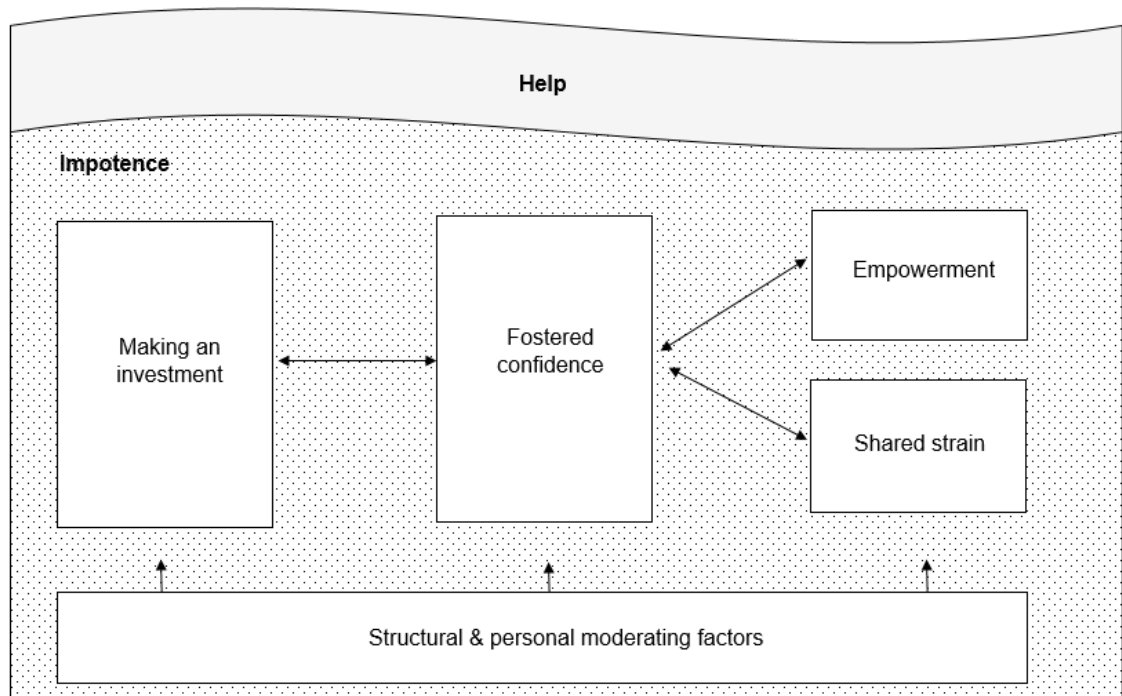 Help
Impotence
Making an
investment
Fostered
confidence
Empowerment
Shared strain
Structural & personal moderating factors